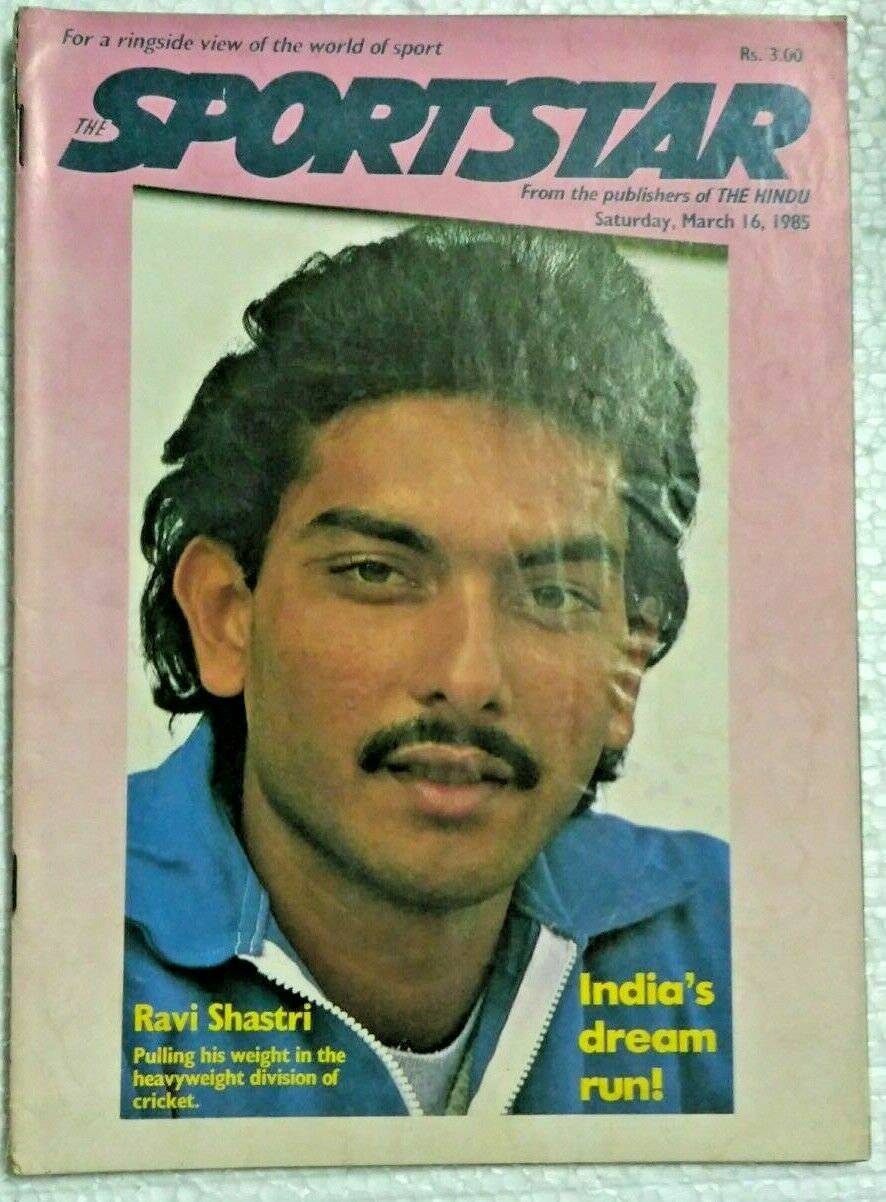 For a ringside view of the world of sport
Rs. 3.00
THE SPORTSTAR
From the publishers of THE HINDU
Saturday, March 16, 1985
Ravi Shastri
Pulling his weight in the
heavyweight division of
cricket.
India's
dream
run!